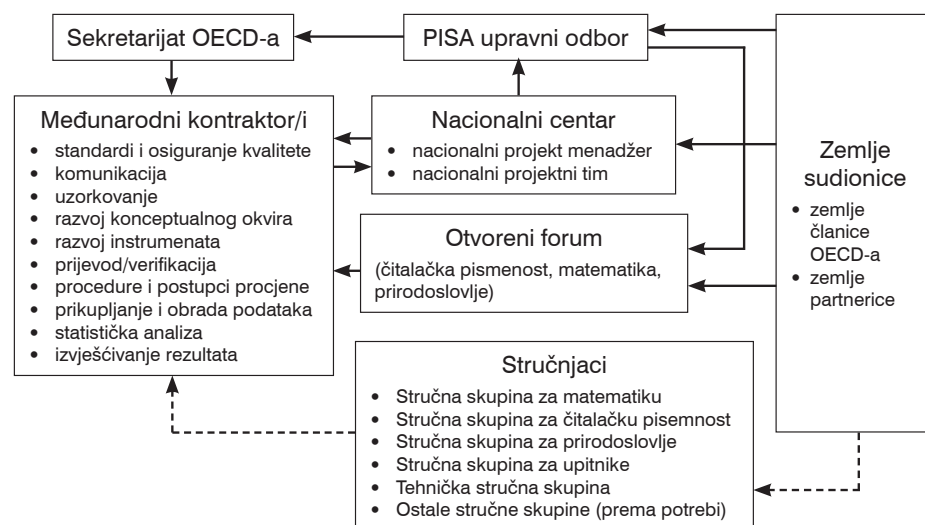 Sekretarijat OECD-a
PISA upravni odbor
Međunarodni kontraktor/i
• standardi i osiguranje kvalitete
• komunikacija
• uzorkovanje
• razvoj konceptualnog okvira
• razvoj instrumenata
• prijevod/verifikacija
• procedure i postupci procjene
• prikupljanje i obrada podataka
• statistička analiza
• izvješćivanje rezultata
Nacionalni centar
• nacionalni projekt menadžer
• nacionalni projektni tim
Otvoreni forum
(čitalačka pismenost, matematika,
prirodoslovlje)
Zemlje
sudionice
• zemlje
članice
OECD-a
• zemlje
partnerice
Stručnjaci
• Stručna skupina za matematiku
• Stručna skupina za čitalačku pisemnost
• Stručna skupina za prirodoslovlje
• Stručna skupina za upitnike
• Tehnička stručna skupina
• Ostale stručne skupine (prema potrebi)